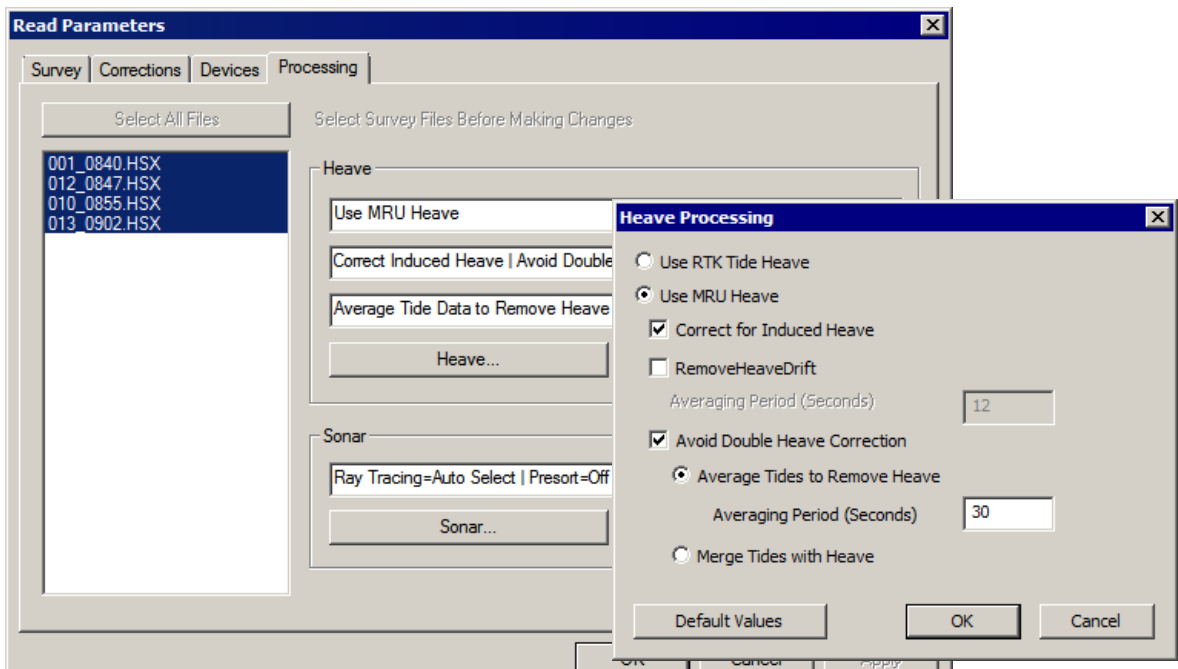 Read Parameters
Survey
Corrections
Devices
Processing
Select All Files
Select Survey Files Before Making Changes
001_0840.HSX
012_0847.HSX
010_0855.HSX
013_0902.HSX
Heave
Use MRU Heave
Correct Induced Heave | Avoid Double
Average Tide Data to Remove Heave
Heave...
Sonar
Ray Tracing=Auto Select | Presort=Off
Sonar...
OK
Cancel
Apply
Heave Processing
Use RTK Tide Heave
Use MRU Heave
Correct for Induced Heave
RemoveHeaveDrift
Averaging Period (Seconds)
12
Avoid Double Heave Correction
Average Tides to Remove Heave
Averaging Period (Seconds)
30
Merge Tides with Heave
Default Values
OK
Cancel